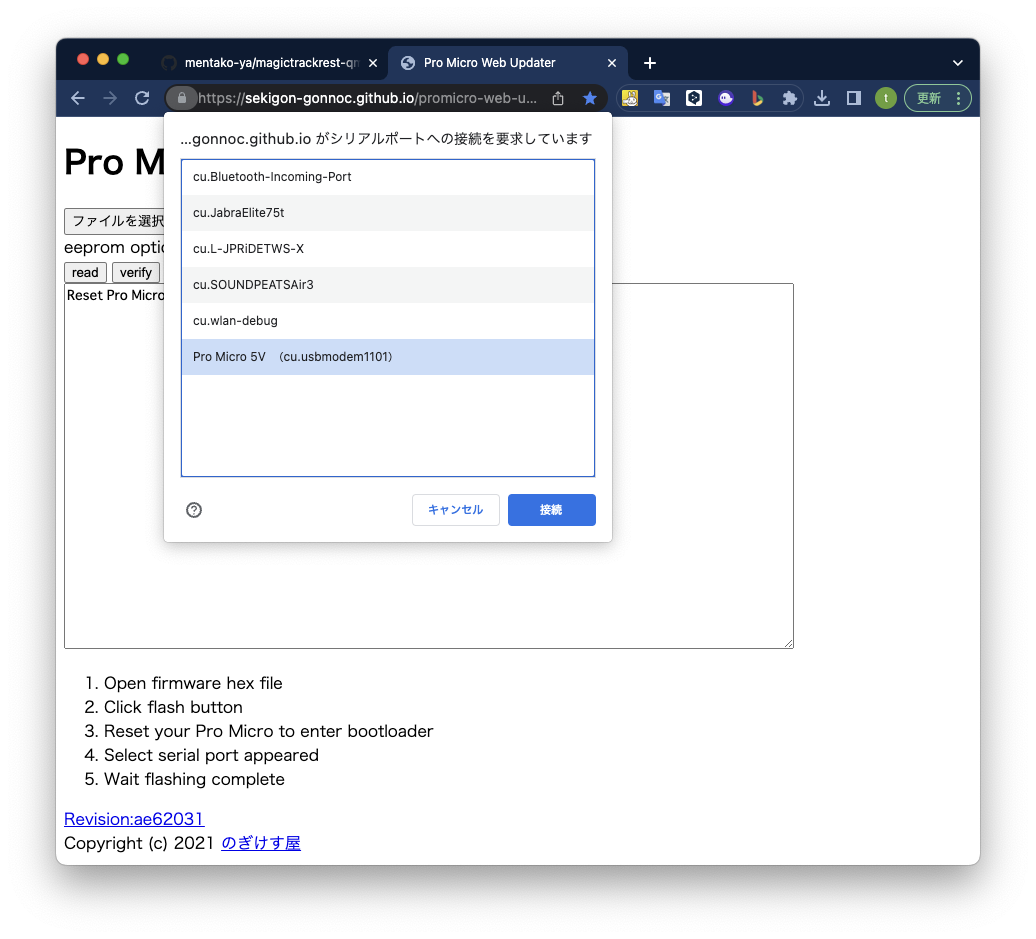 mentako-ya/magictrackrest-qm
Pro Micro Web Updater
https://sekigon-gonnoc.github.io/promicro-web-u...
t
更新
...gonnoc.github.io がシリアルポートへの接続を要求しています
cu.Bluetooth-Incoming-Port
cu.JabraElite75t
cu.L-JPRiDETWS-X
cu.SOUNDPEATSAir3
cu.wlan-debug
Pro Micro 5V （cu.usbmodem1101）
キャンセル
接続
Pro M
ファイルを選択
eeprom optio
read
verify
Reset Pro Micro
1. Open firmware hex file
2. Click flash button
3. Reset your Pro Micro to enter bootloader
4. Select serial port appeared
5. Wait flashing complete
Revision:ae62031
Copyright (c) 2021 のぎけす屋